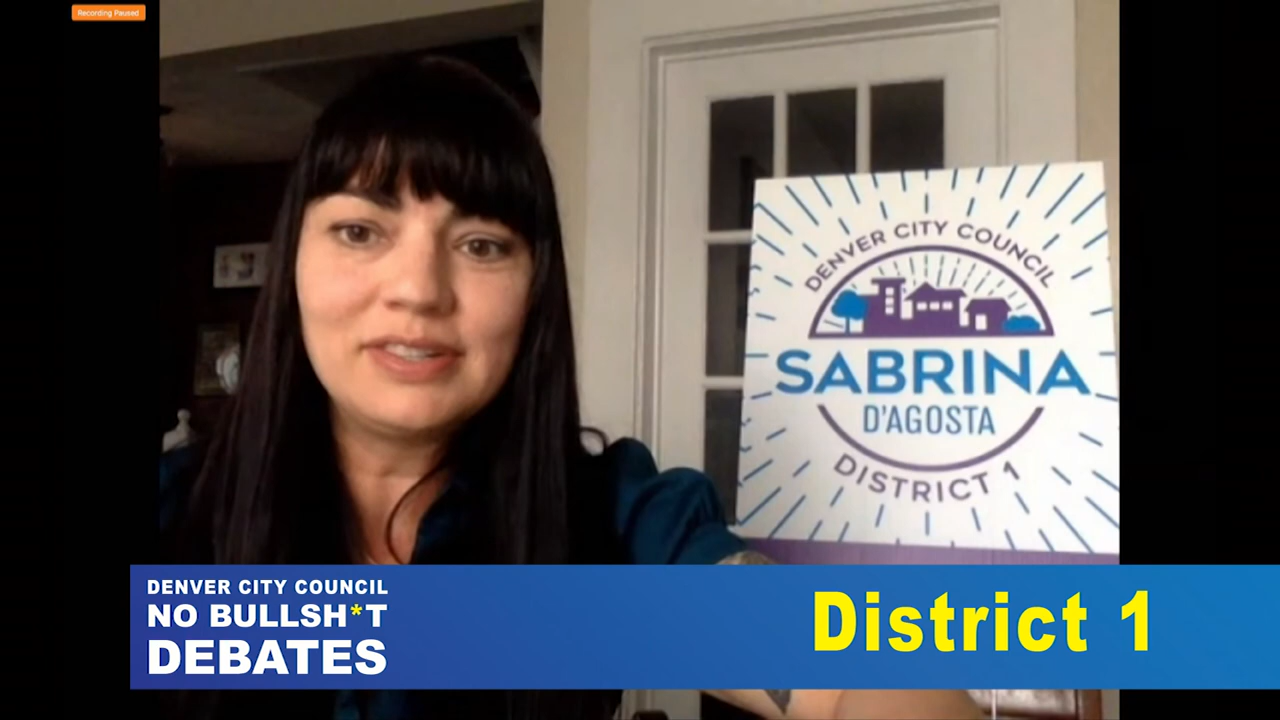 Recording Paused
DENVER CITY COUNCIL
SABRINA
D'AGOSTA
DISTRICT 1
DENVER CITY COUNCIL
NO BULLSH*T
DEBATES
District 1